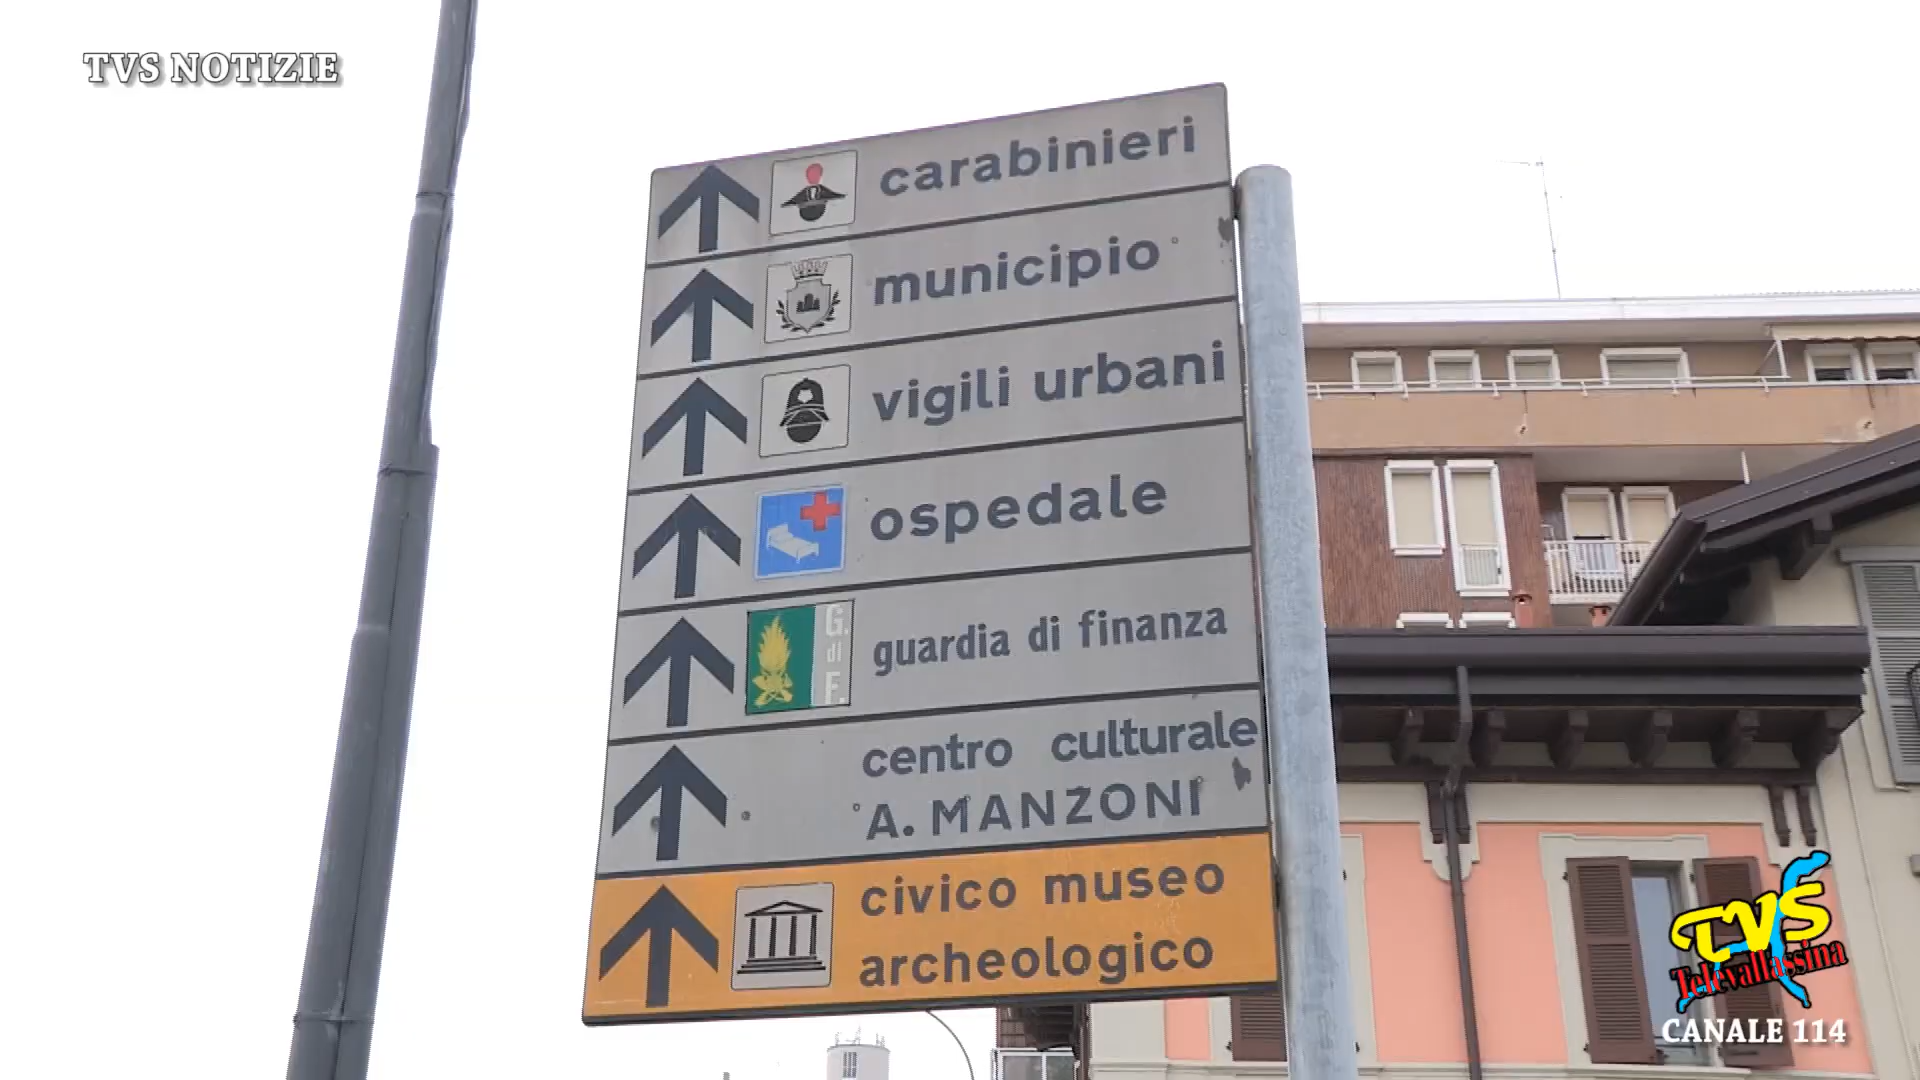 TVS NOTIZIE
carabinieri
municipio
vigili urbani
ospedale
G.
di
F.
guardia di finanza
centro culturale
A. MANZONI
civico museo
archeologico
TVS
Televallassina
CANALE 114